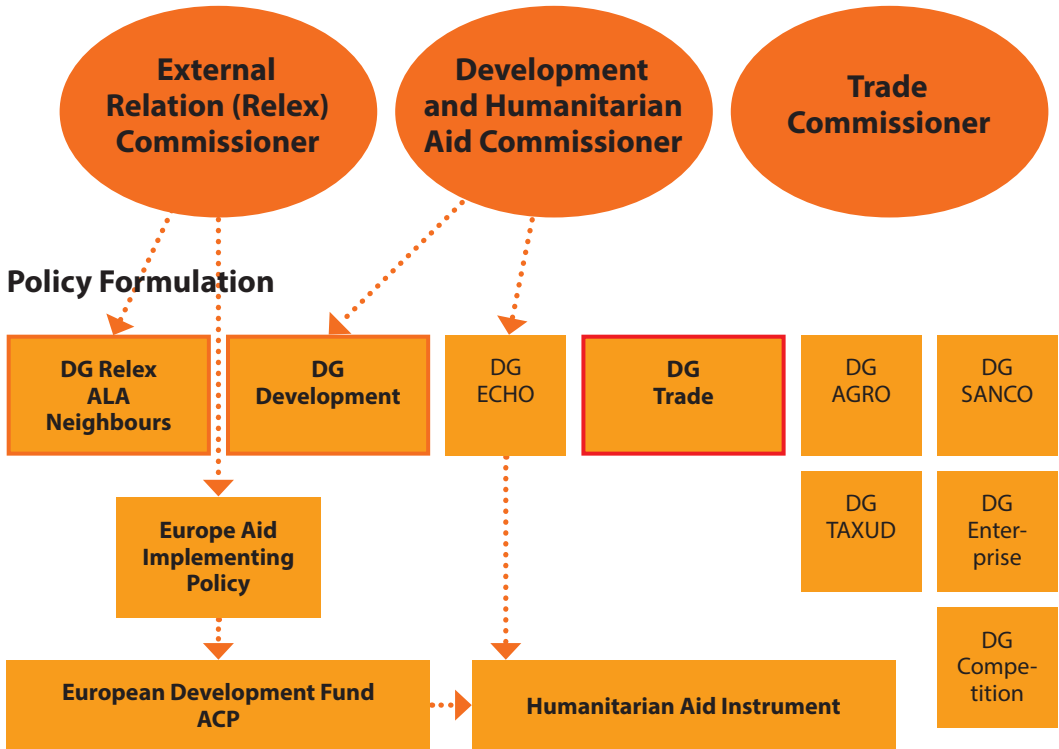 External
Relation (Relex)
Commissioner
Development
and Humanitarian
Aid Commissioner
Trade
Commissioner
Policy Formulation
DG Relex
ALA
Neighbours
DG
Development
DG
ECHO
DG
Trade
DG
AGRO
DG
SANCO
Europe Aid
Implementing
Policy
DG
TAXUD
DG
Enter-
prise
European Development Fund
ACP
Humanitarian Aid Instrument
DG
Compe-
tition